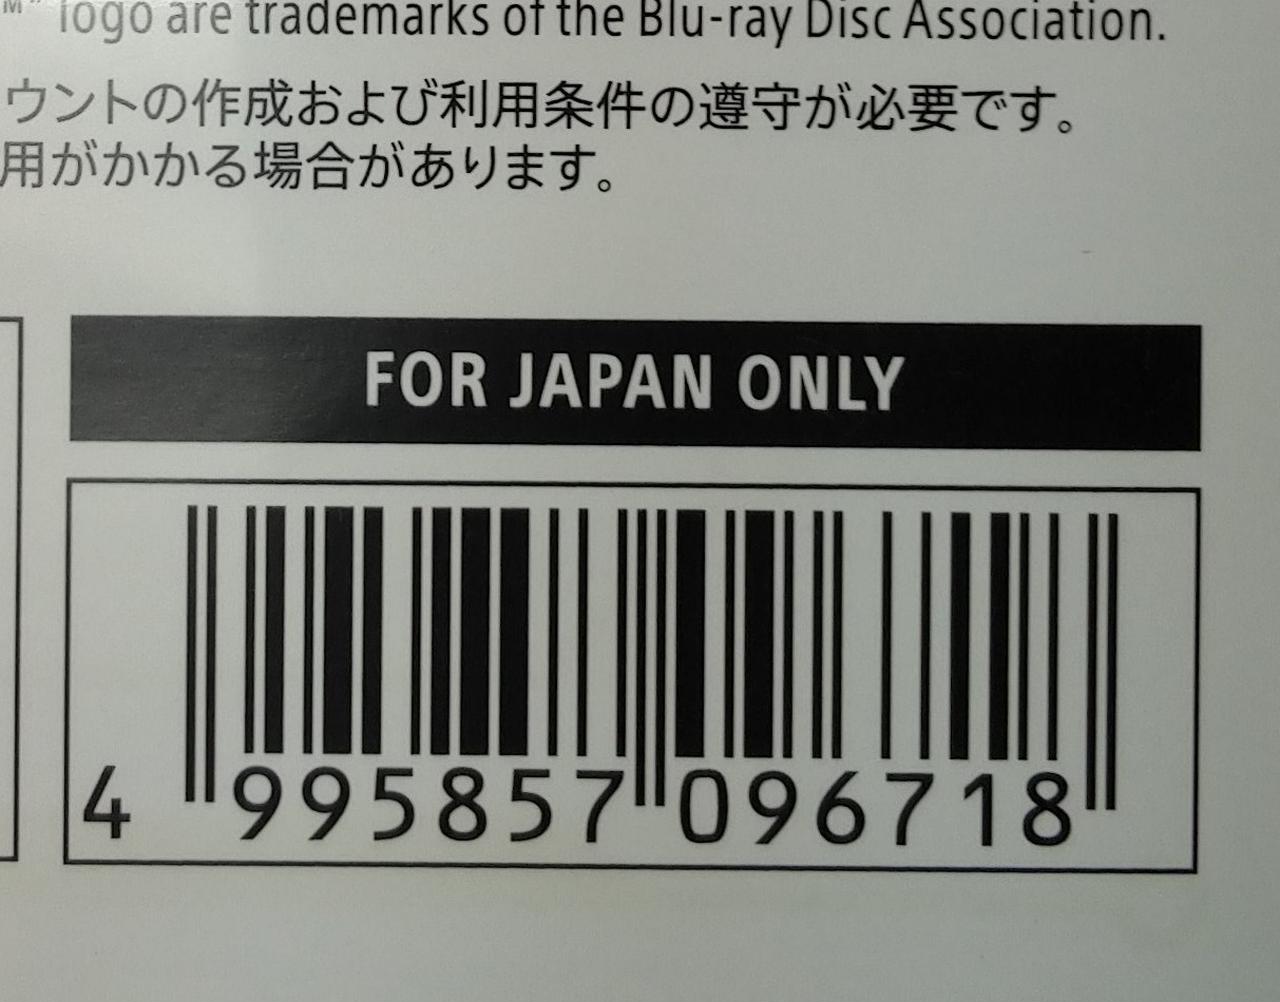 logo are trademarks of the Blu-ray Disc Association.
ウントの作成および利用条件の遵守が必要です。
用がかかる場合があります。
FOR JAPAN ONLY
4 995857 096718